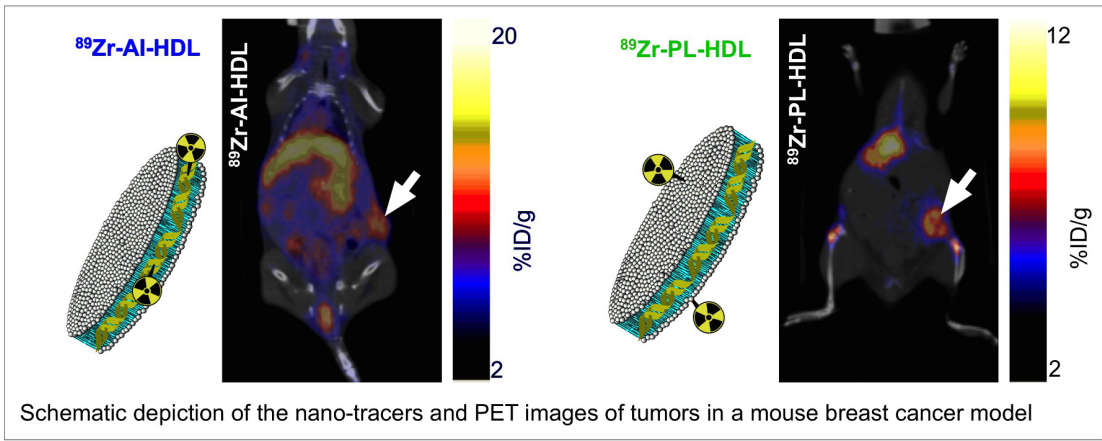 ⁸⁹Zr-AI-HDL
⁸⁹Zr-AI-HDL
20
%ID/g
2
⁸⁹Zr-PL-HDL
⁸⁹Zr-PL-HDL
12
%ID/g
2
Schematic depiction of the nano-tracers and PET images of tumors in a mouse breast cancer model